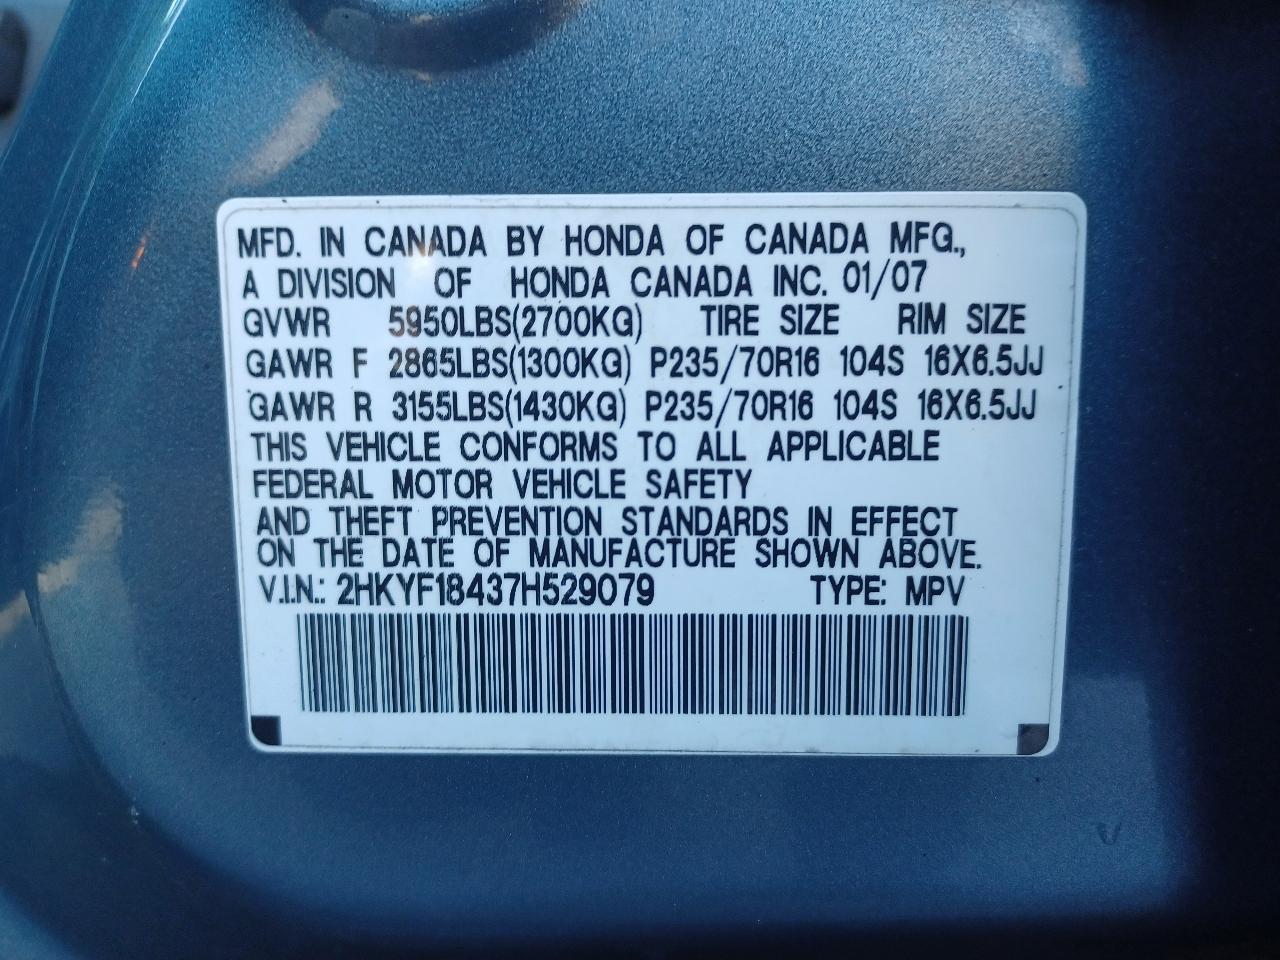 MFD. IN CANADA BY HONDA OF CANADA MFG.,
A DIVISION OF HONDA CANADA INC. 01/07
GVWR 5950LBS(2700KG) TIRE SIZE RIM SIZE
GAWR F 2865LBS(1300KG) P235/70R16 104S 16X6.5JJ
GAWR R 3155LBS(1430KG) P235/70R16 104S 16X6.5JJ
THIS VEHICLE CONFORMS TO ALL APPLICABLE
FEDERAL MOTOR VEHICLE SAFETY
AND THEFT PREVENTION STANDARDS IN EFFECT
ON THE DATE OF MANUFACTURE SHOWN ABOVE.
V.I.N.: 2HKYF18437H529079 TYPE: MPV